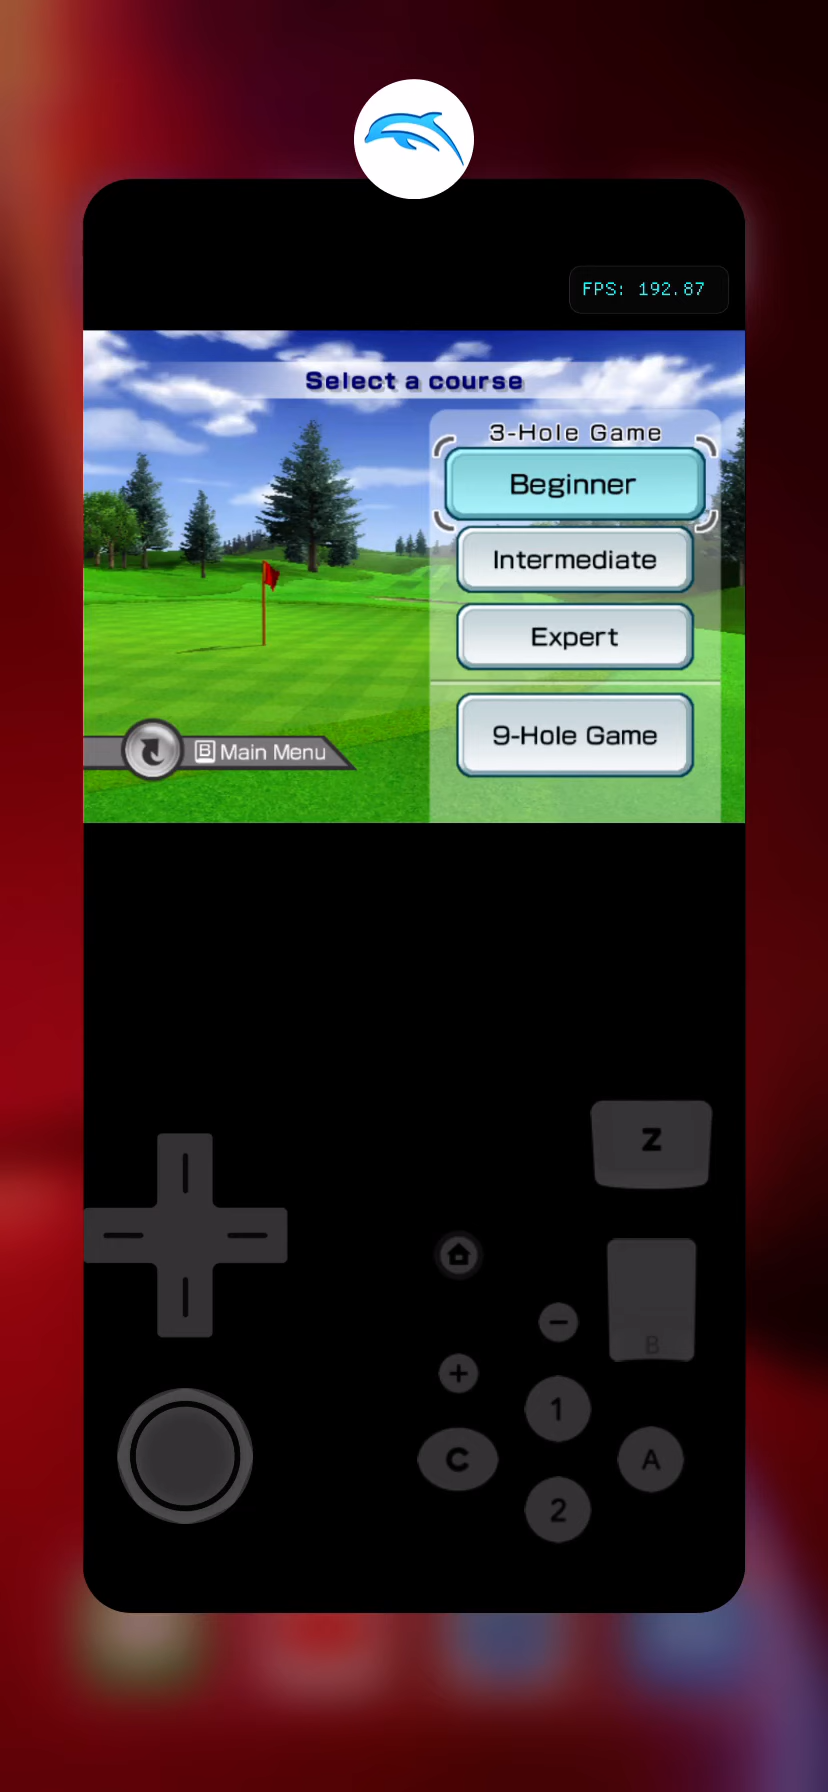 FPS: 192.87
Select a course
3-Hole Game
Beginner
Intermediate
Expert
9-Hole Game
B Main Menu
Z
B
1
C
A
2